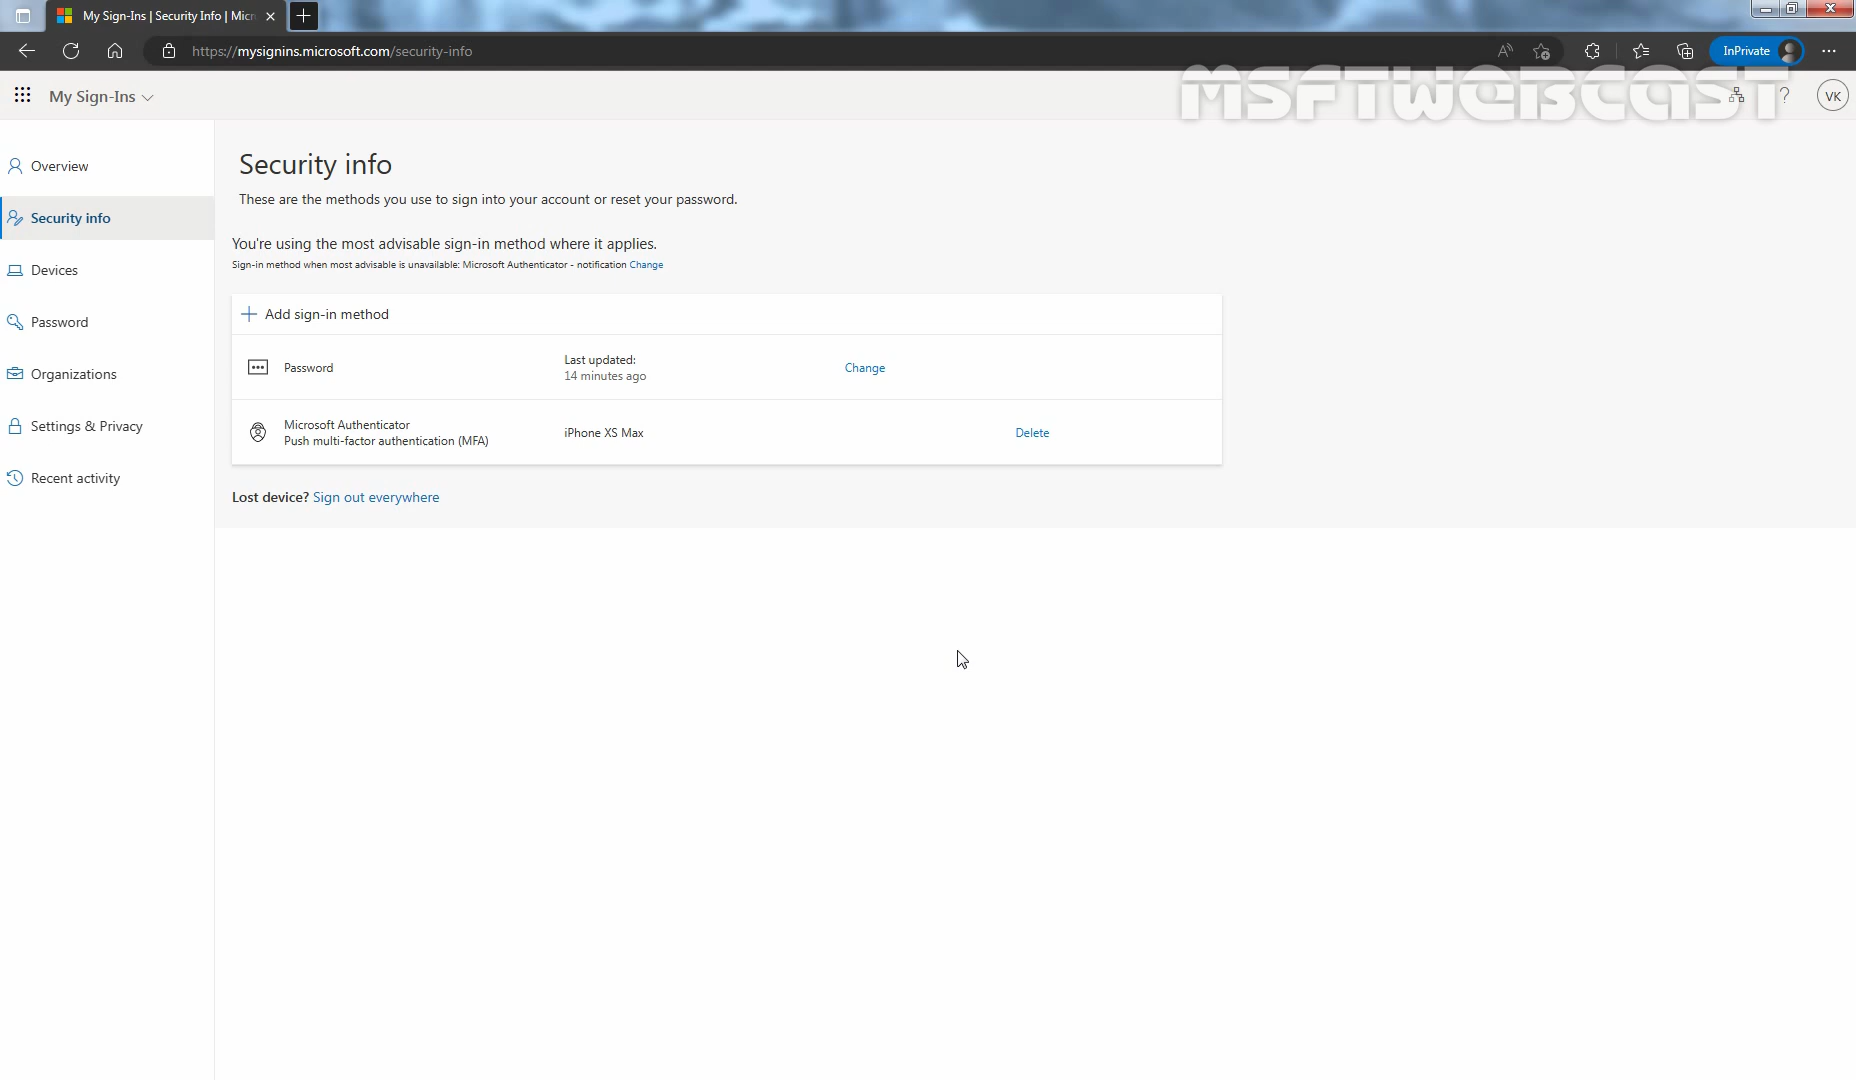 My Sign-Ins | Security Info | Micr
https://mysignins.microsoft.com/security-info
InPrivate
My Sign-Ins
MSFTWEBCAST
?
VK
Overview
Security info
Devices
Password
Organizations
Settings & Privacy
Recent activity
Security info
These are the methods you use to sign into your account or reset your password.
You're using the most advisable sign-in method where it applies.
Sign-in method when most advisable is unavailable: Microsoft Authenticator - notification Change
Add sign-in method
Password
Last updated:
14 minutes ago
Change
Microsoft Authenticator
Push multi-factor authentication (MFA)
iPhone XS Max
Delete
Lost device? Sign out everywhere